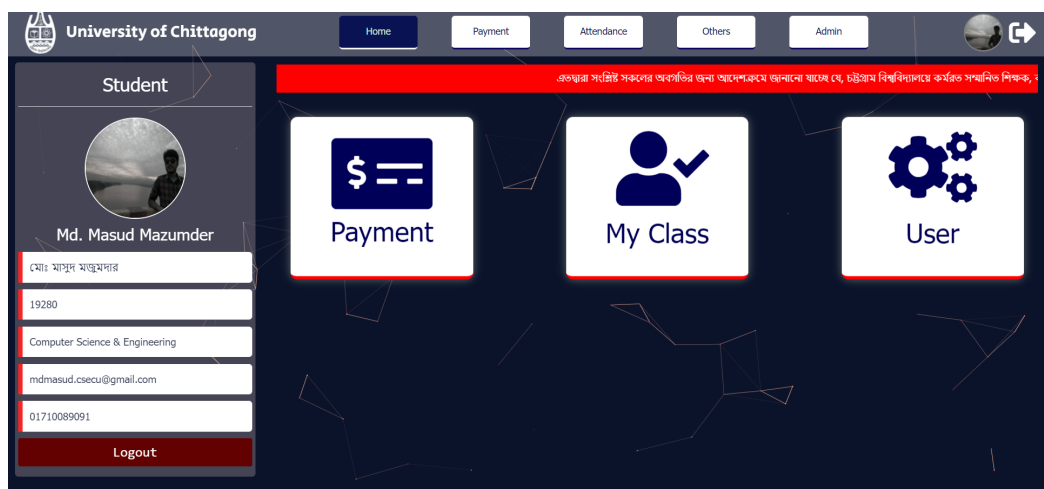 University of Chittagong
Home
Payment
Attendance
Others
Admin
Student
Md. Masud Mazumder
মোঃ মাসুদ মজুমদার
19280
Computer Science & Engineering
mdmasud.csecu@gmail.com
01710089091
Logout
এতদ্বারা সংশ্লিষ্ট সকলের অবগতির জন্য আদেশক্রমে জানানো যাচ্ছে যে, চট্টগ্রাম বিশ্ববিদ্যালয়ে কর্মরত সম্মানিত শিক্ষক,
Payment
My Class
User